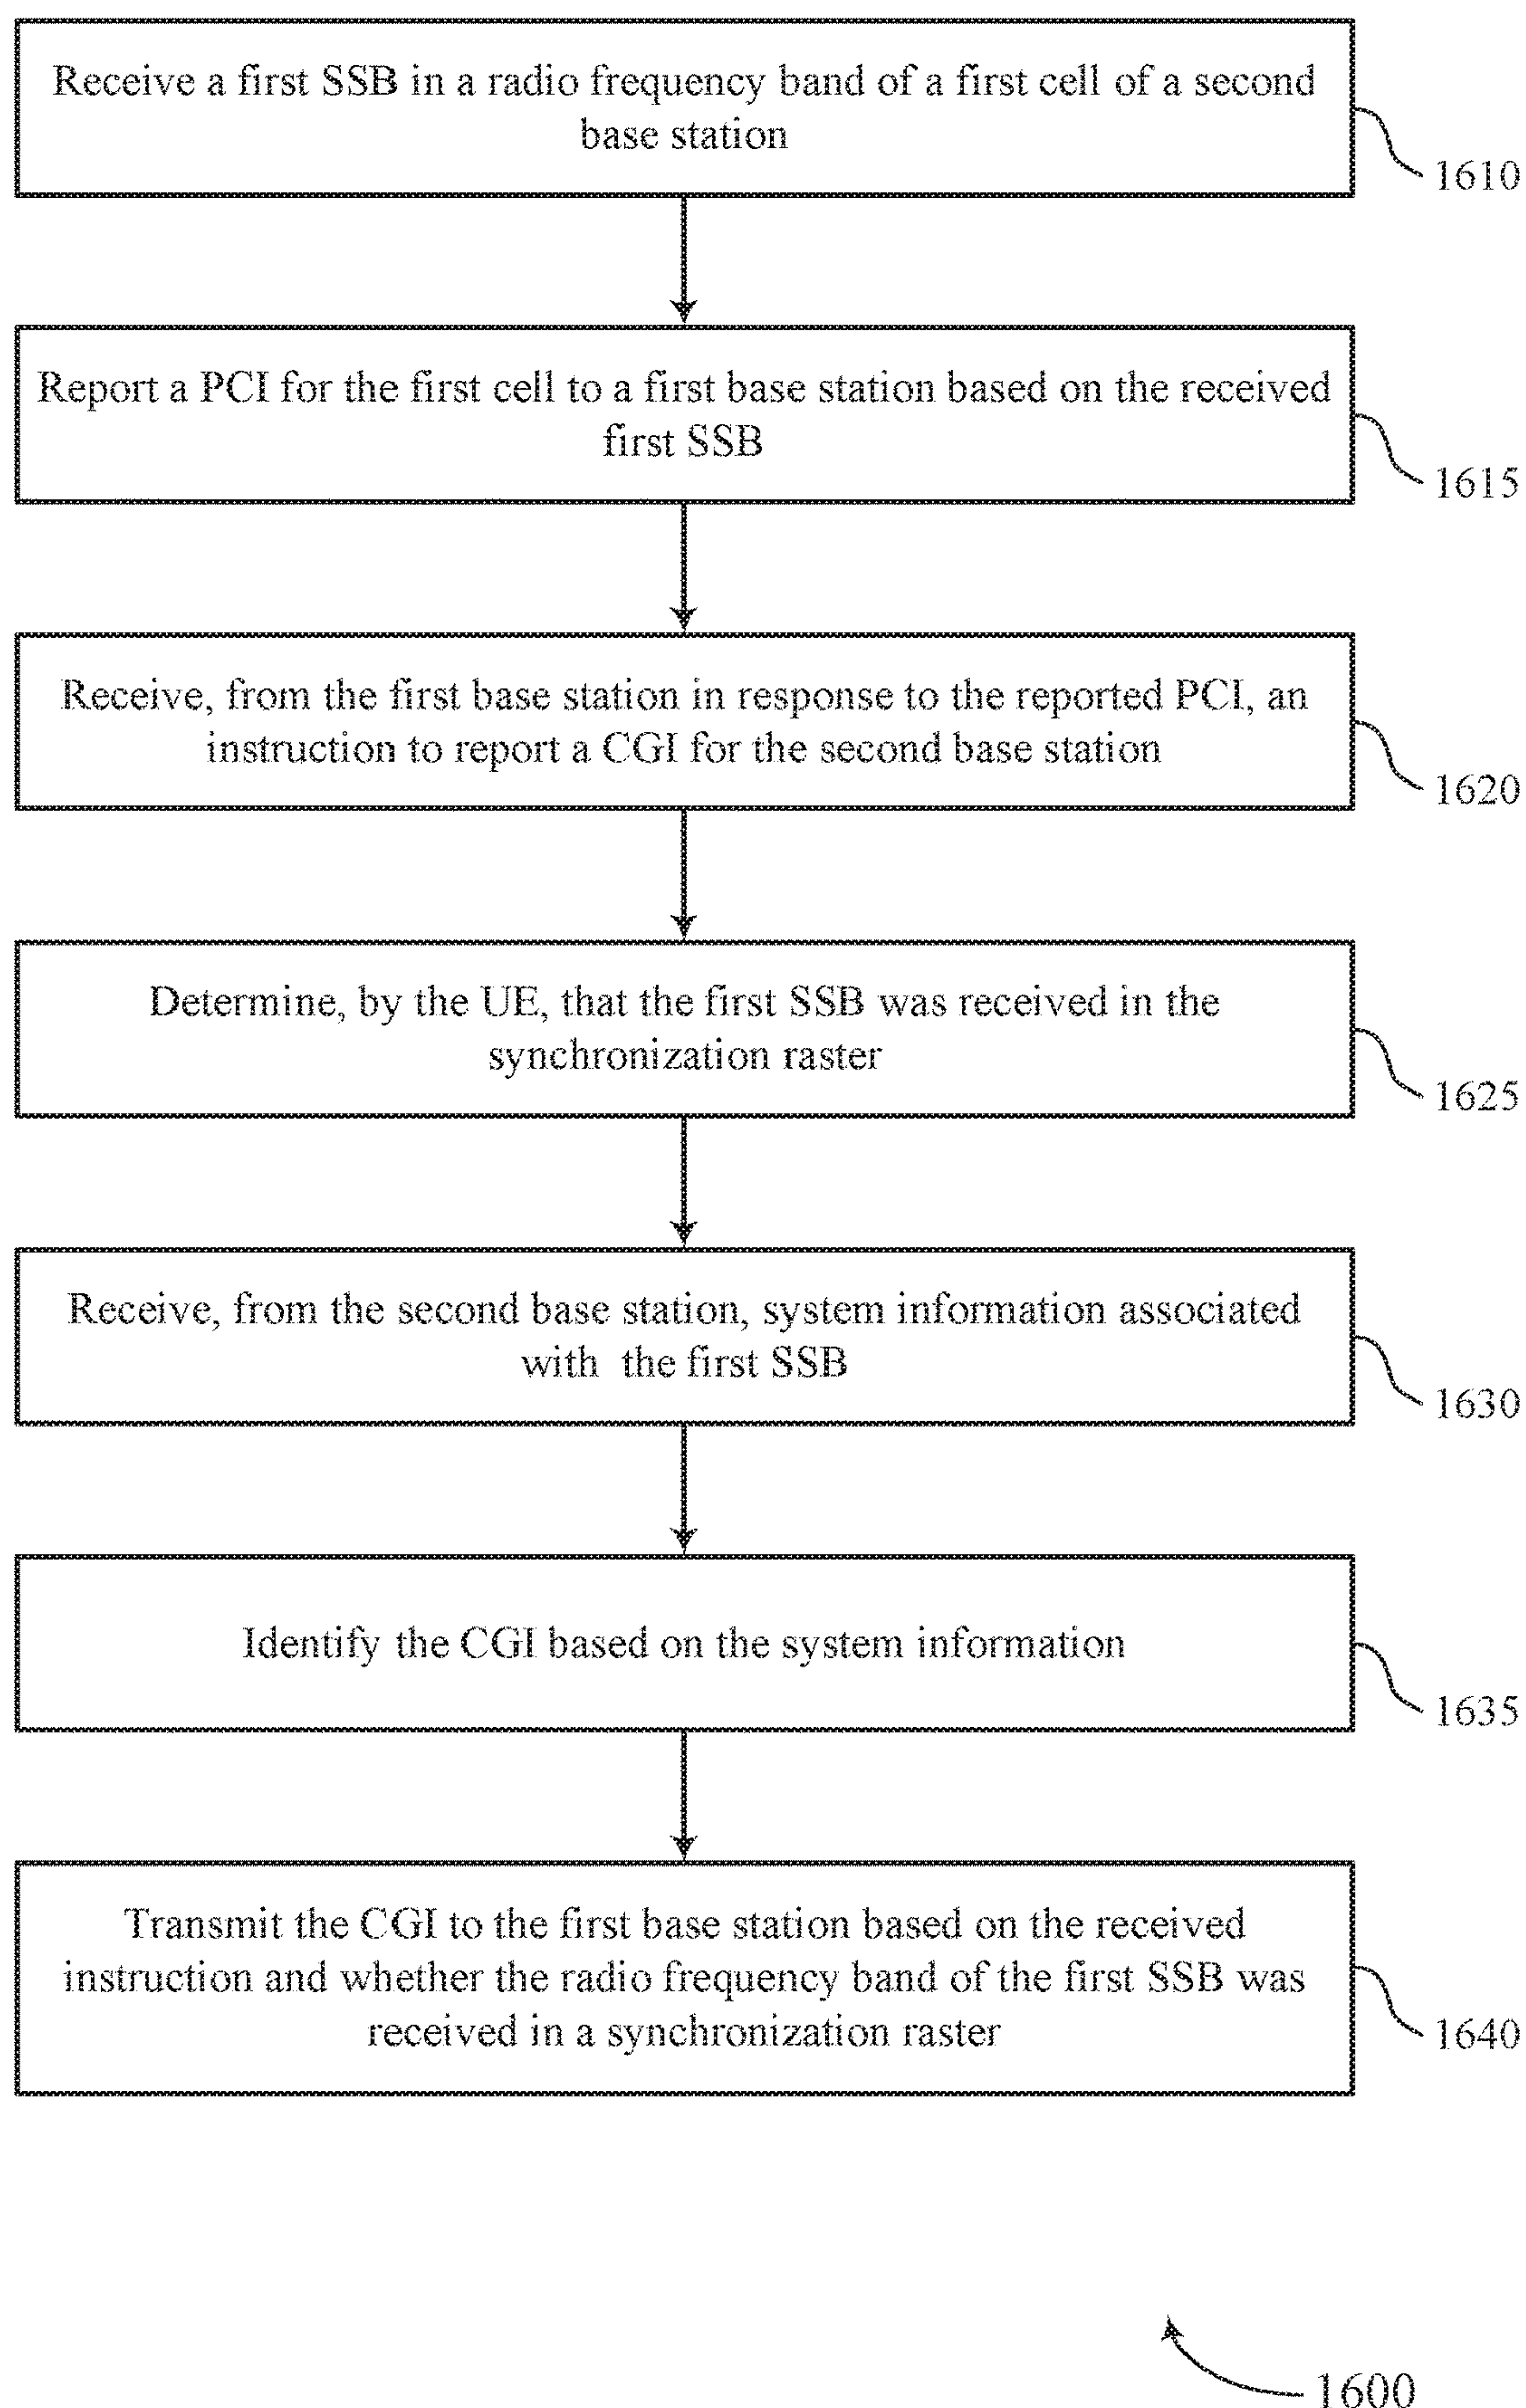 Receive a first SSB in a radio frequency band of a first cell of a second
base station
1610
Report a PCI for the first cell to a first base station based on the received
first SSB
1615
Receive, from the first base station in response to the reported PCI, an
instruction to report a CGI for the second base station
1620
Determine, by the UE, that the first SSB was received in the
synchronization raster
1625
Receive, from the second base station, system information associated
with the first SSB
1630
Identify the CGI based on the system information
1635
Transmit the CGI to the first base station based on the received
instruction and whether the radio frequency band of the first SSB was
received in a synchronization raster
1640
1600